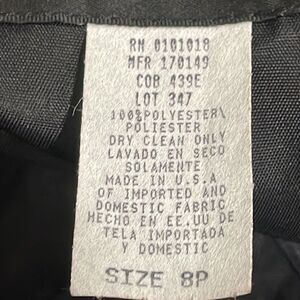 RN 0101018
MFR 170149
COB 439E
LOT 347
100%POLYESTER\
POLIESTER
DRY CLEAN ONLY
LAVADO EN SECO
SOLAMENTE
MADE IN U.S.A
OF IMPORTED AND
DOMESTIC FABRIC
HECHO EN EE.UU DE
TELA IMPORTADA
Y DOMESTIC
SIZE 8P